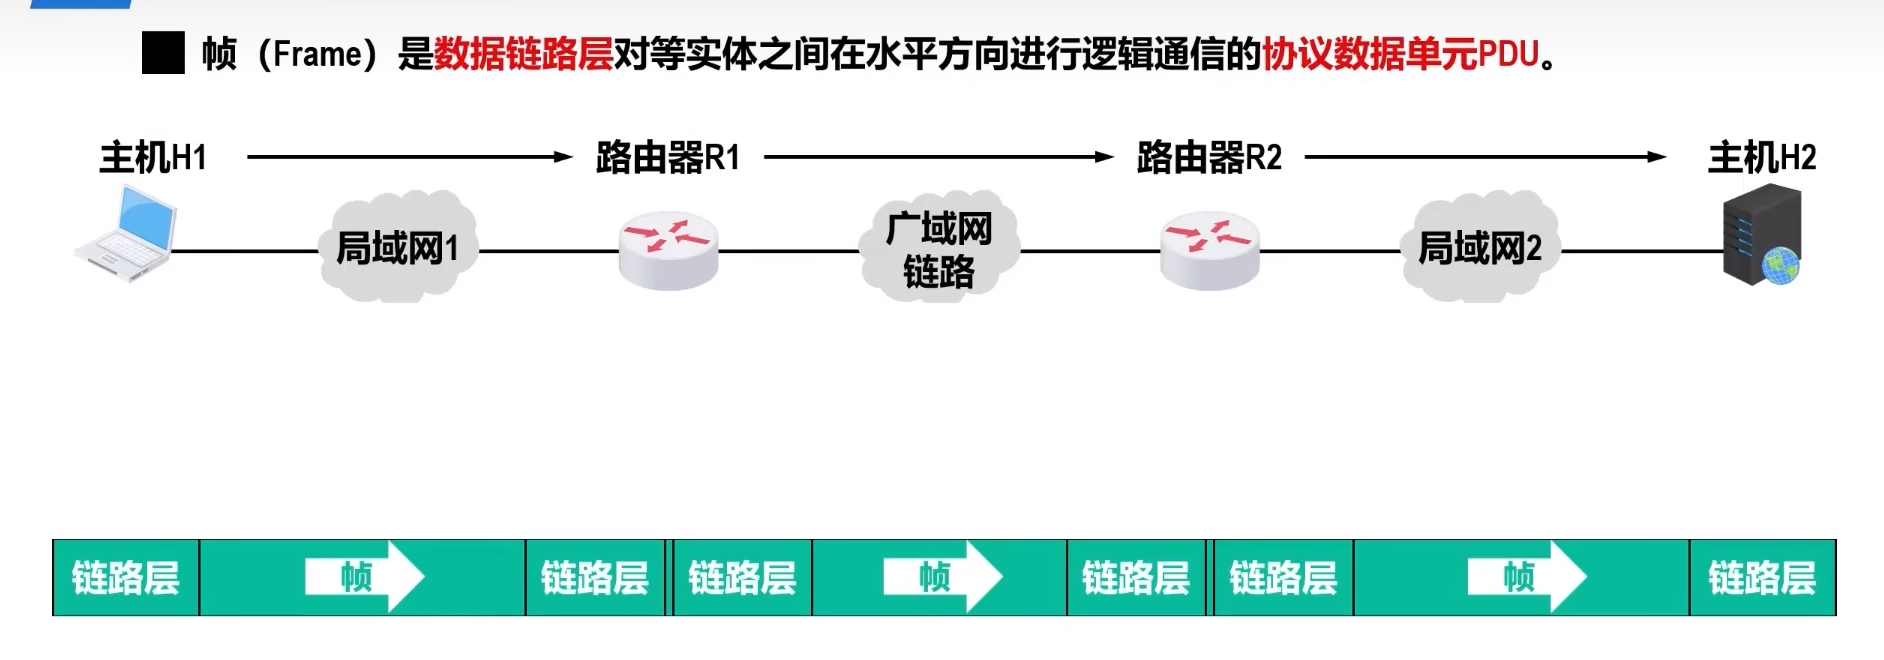 帧（Frame）是数据链路层对等实体之间在水平方向进行逻辑通信的协议数据单元PDU。
主机H1
路由器R1
路由器R2
主机H2
局域网1
广域网
链路
局域网2
链路层
帧
链路层
链路层
帧
链路层
链路层
帧
链路层